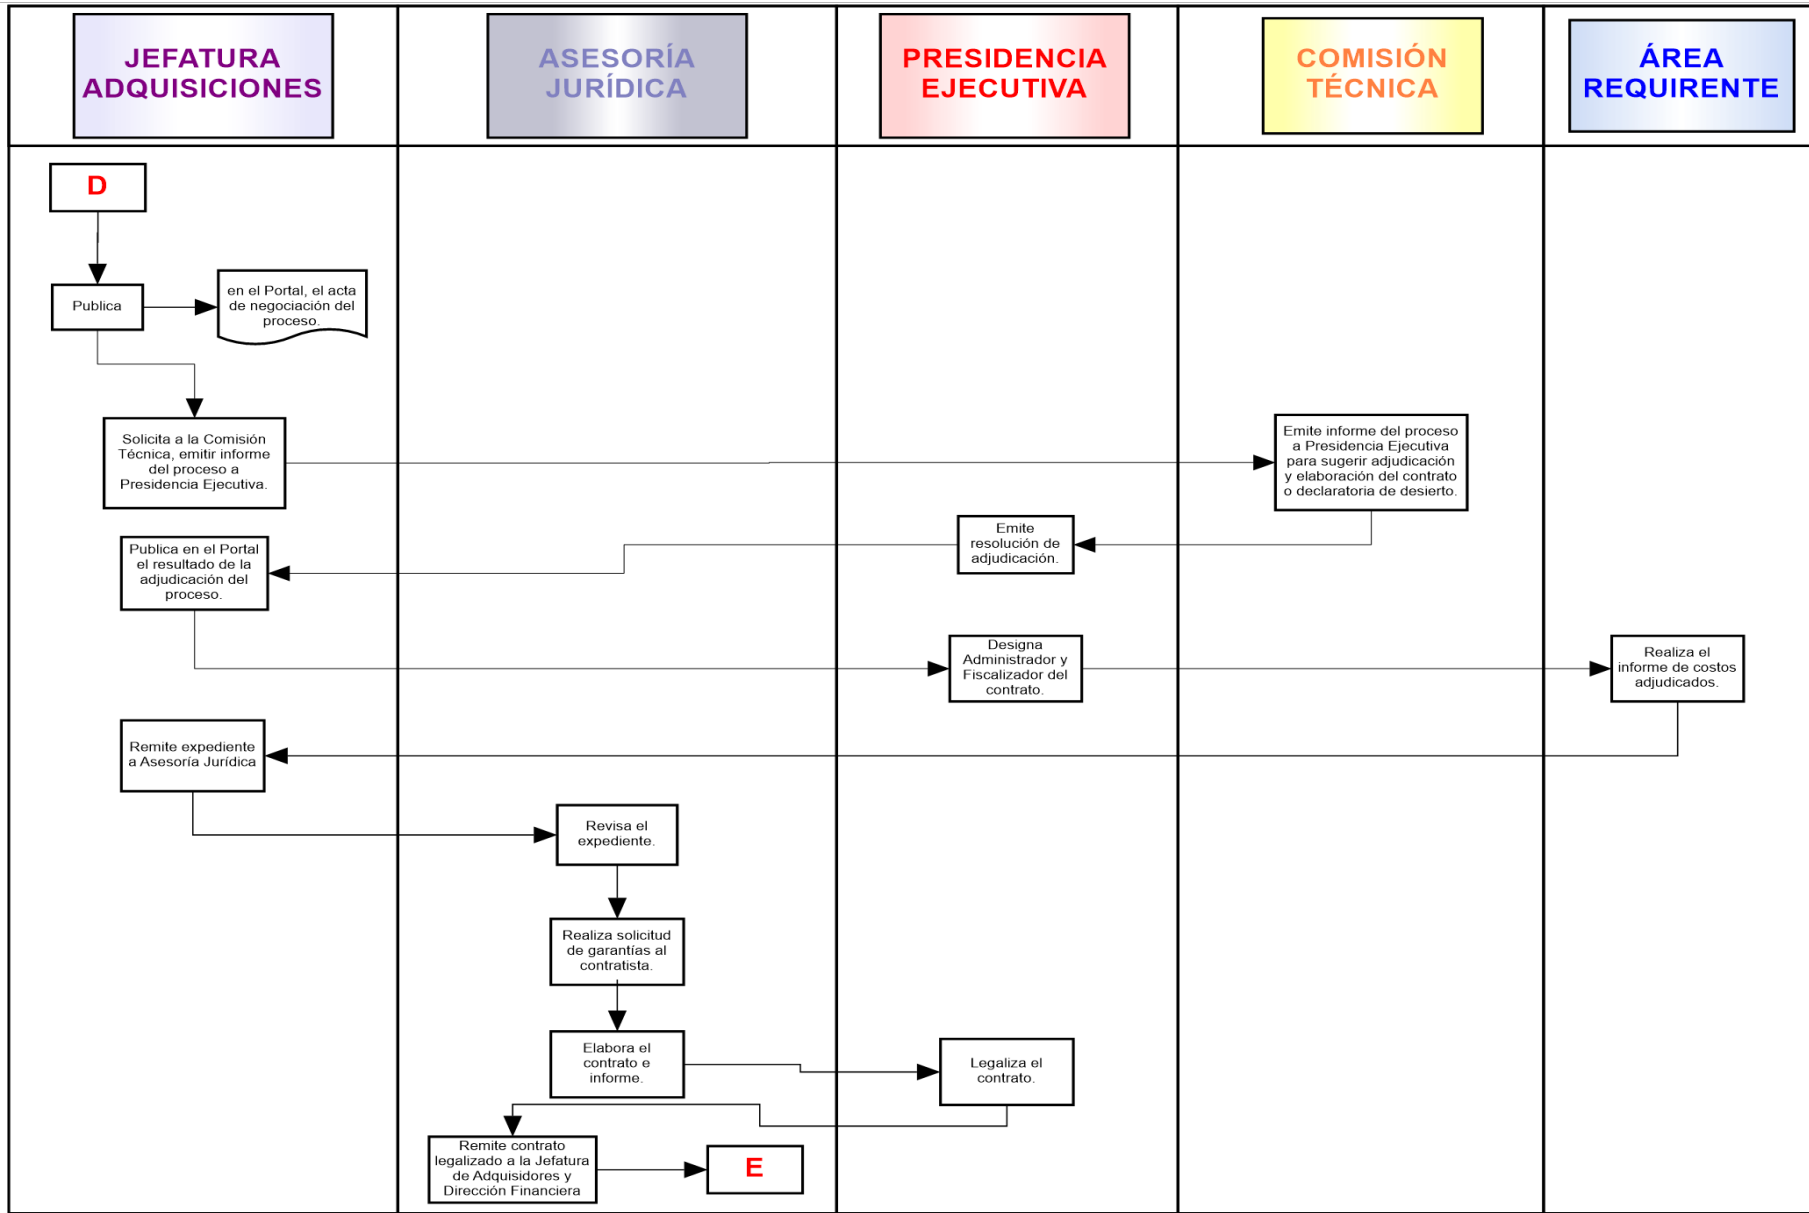 JEFATURA
ADQUISICIONES
ASESORÍA
JURÍDICA
PRESIDENCIA
EJECUTIVA
COMISIÓN
TÉCNICA
ÁREA
REQUIRENTE
D
Publica
en el Portal, el acta
de negociación del
proceso.
Solicita a la Comisión
Técnica, emitir informe
del proceso a
Presidencia Ejecutiva.
Emite informe del proceso
a Presidencia Ejecutiva
para sugerir adjudicación
y elaboración del contrato
o declaratoria de desierto.
Emite
resolución de
adjudicación.
Publica en el Portal
el resultado de la
adjudicación del
proceso.
Designa
Administrador y
Fiscalizador del
contrato.
Realiza el
informe de costos
adjudicados.
Remite expediente
a Asesoría Jurídica
Revisa el
expediente.
Realiza solicitud
de garantías al
contratista.
Elabora el
contrato e
informe.
Legaliza el
contrato.
Remite contrato
legalizado a la Jefatura
de Adquisidores y
Dirección Financiera
E